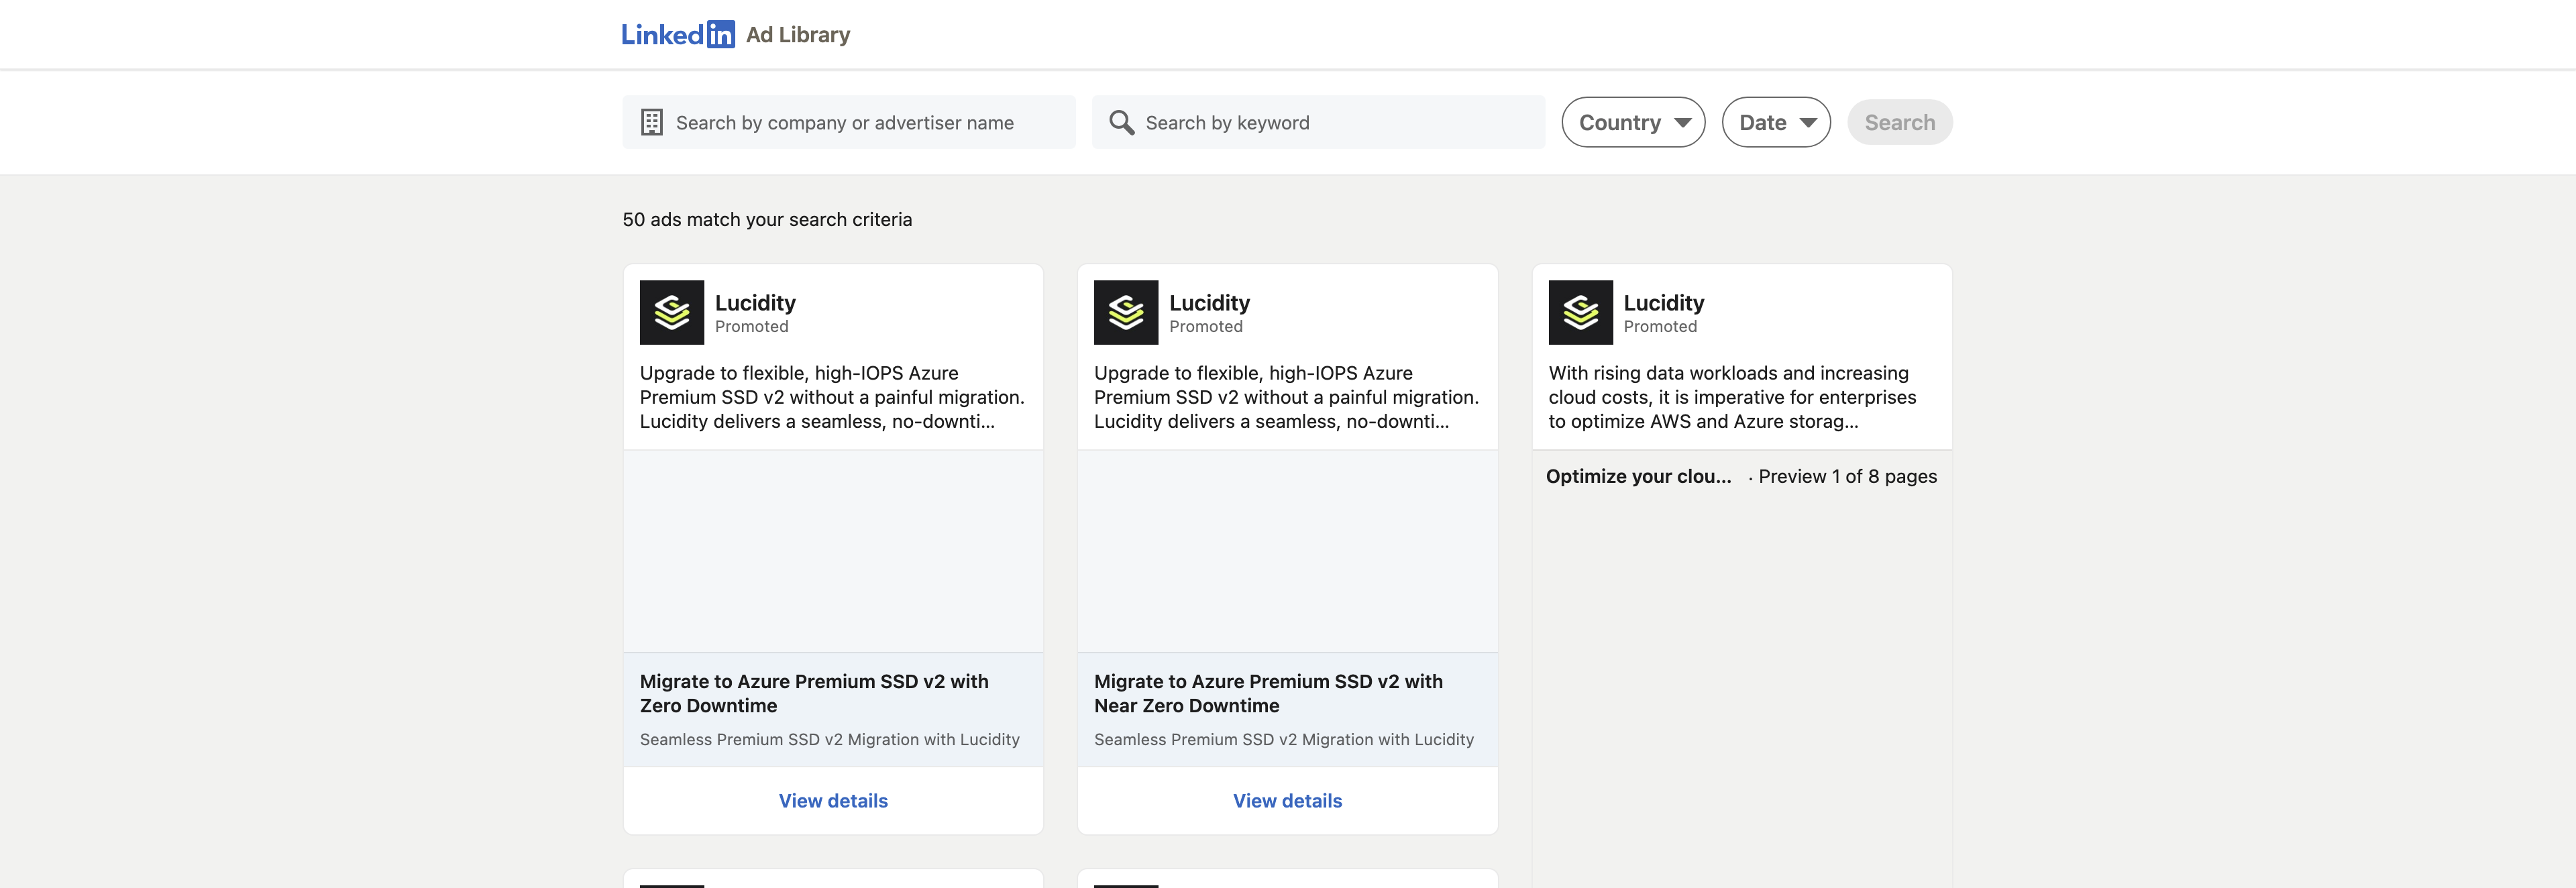 LinkedIn Ad Library
Search by company or advertiser name
Search by keyword
Country
Date
Search
50 ads match your search criteria
Lucidity
Promoted
Upgrade to flexible, high-IOPS Azure
Premium SSD v2 without a painful migration.
Lucidity delivers a seamless, no-downti...
Migrate to Azure Premium SSD v2 with
Zero Downtime
Seamless Premium SSD v2 Migration with Lucidity
View details
Lucidity
Promoted
Upgrade to flexible, high-IOPS Azure
Premium SSD v2 without a painful migration.
Lucidity delivers a seamless, no-downti...
Migrate to Azure Premium SSD v2 with
Near Zero Downtime
Seamless Premium SSD v2 Migration with Lucidity
View details
Lucidity
Promoted
With rising data workloads and increasing
cloud costs, it is imperative for enterprises
to optimize AWS and Azure storag...
Optimize your clou... · Preview 1 of 8 pages